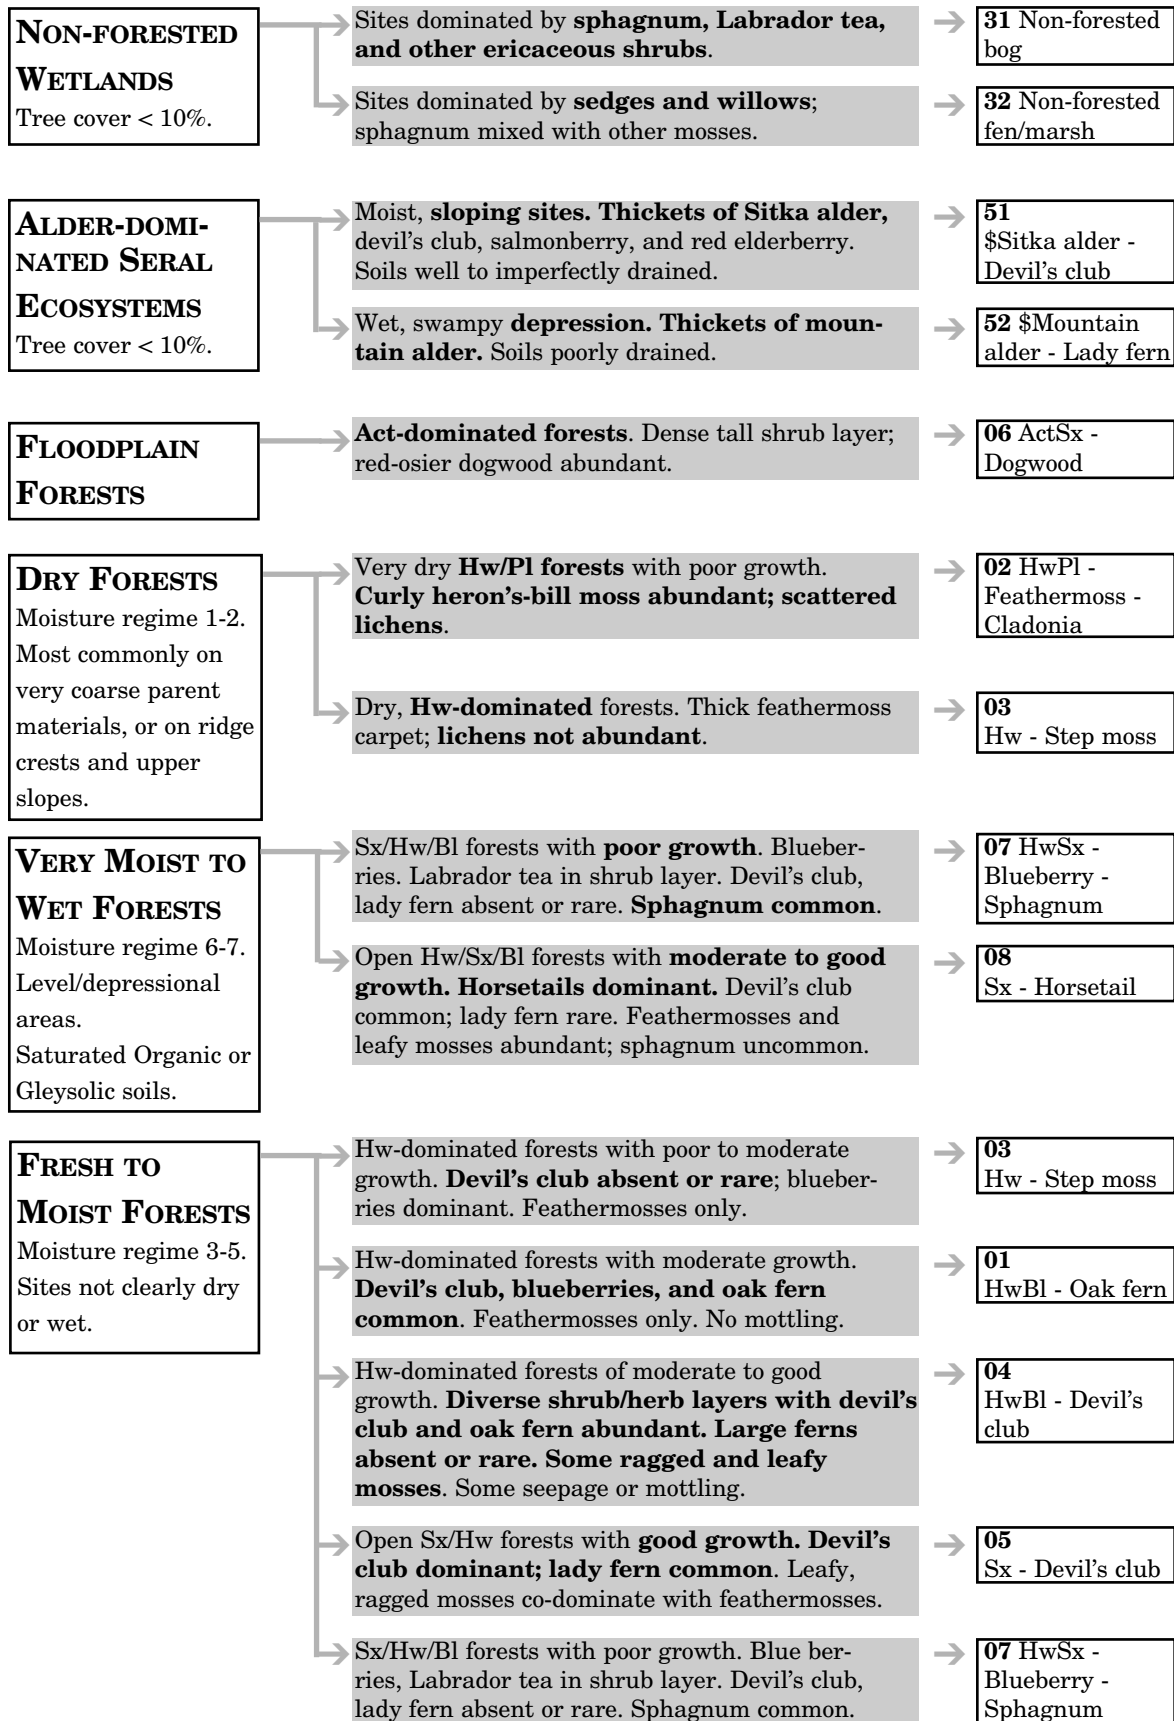 NON-FORESTED
WETLANDS
Tree cover < 10%.
Sites dominated by sphagnum, Labrador tea,
and other ericaceous shrubs.
31 Non-forested
bog
Sites dominated by sedges and willows;
sphagnum mixed with other mosses.
32 Non-forested
fen/marsh
ALDER-DOMI-
NATED SERAL
ECOSYSTEMS
Tree cover < 10%.
Moist, sloping sites. Thickets of Sitka alder,
devil's club, salmonberry, and red elderberry.
Soils well to imperfectly drained.
51
$Sitka alder -
Devil's club
Wet, swampy depression. Thickets of moun-
tain alder. Soils poorly drained.
52 $Mountain
alder - Lady fern
FLOODPLAIN
FORESTS
Act-dominated forests. Dense tall shrub layer;
red-osier dogwood abundant.
06 ActSx -
Dogwood
DRY FORESTS
Moisture regime 1-2.
Most commonly on
very coarse parent
materials, or on ridge
crests and upper
slopes.
Very dry Hw/Pl forests with poor growth.
Curly heron's-bill moss abundant; scattered
lichens.
02 HwPl -
Feathermoss -
Cladonia
Dry, Hw-dominated forests. Thick feathermoss
carpet; lichens not abundant.
03
Hw - Step moss
VERY MOIST TO
WET FORESTS
Moisture regime 6-7.
Level/depressional
areas.
Saturated Organic or
Gleysolic soils.
Sx/Hw/Bl forests with poor growth. Blueber-
ries. Labrador tea in shrub layer. Devil's club,
lady fern absent or rare. Sphagnum common.
07 HwSx -
Blueberry -
Sphagnum
Open Hw/Sx/Bl forests with moderate to good
growth. Horsetails dominant. Devil's club
common; lady fern rare. Feathermosses and
leafy mosses abundant; sphagnum uncommon.
08
Sx - Horsetail
FRESH TO
MOIST FORESTS
Moisture regime 3-5.
Sites not clearly dry
or wet.
Hw-dominated forests with poor to moderate
growth. Devil's club absent or rare; blueber-
ries dominant. Feathermosses only.
03
Hw - Step moss
Hw-dominated forests with moderate growth.
Devil's club, blueberries, and oak fern
common. Feathermosses only. No mottling.
01
HwBl - Oak fern
Hw-dominated forests of moderate to good
growth. Diverse shrub/herb layers with devil's
club and oak fern abundant. Large ferns
absent or rare. Some ragged and leafy
mosses. Some seepage or mottling.
04
HwBl - Devil's
club
Open Sx/Hw forests with good growth. Devil's
club dominant; lady fern common. Leafy,
ragged mosses co-dominate with feathermosses.
05
Sx - Devil's club
Sx/Hw/Bl forests with poor growth. Blue ber-
ries, Labrador tea in shrub layer. Devil's club,
lady fern absent or rare. Sphagnum common.
07 HwSx -
Blueberry -
Sphagnum